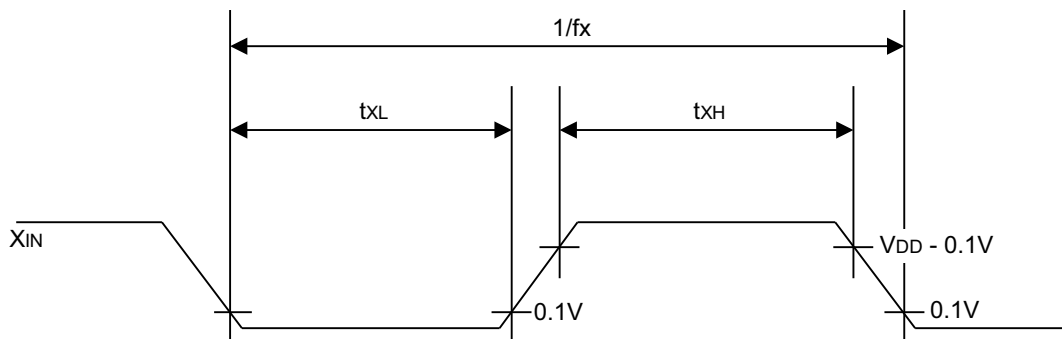 1/fx
tXL
tXH
XIN
VDD - 0.1V
0.1V
0.1V